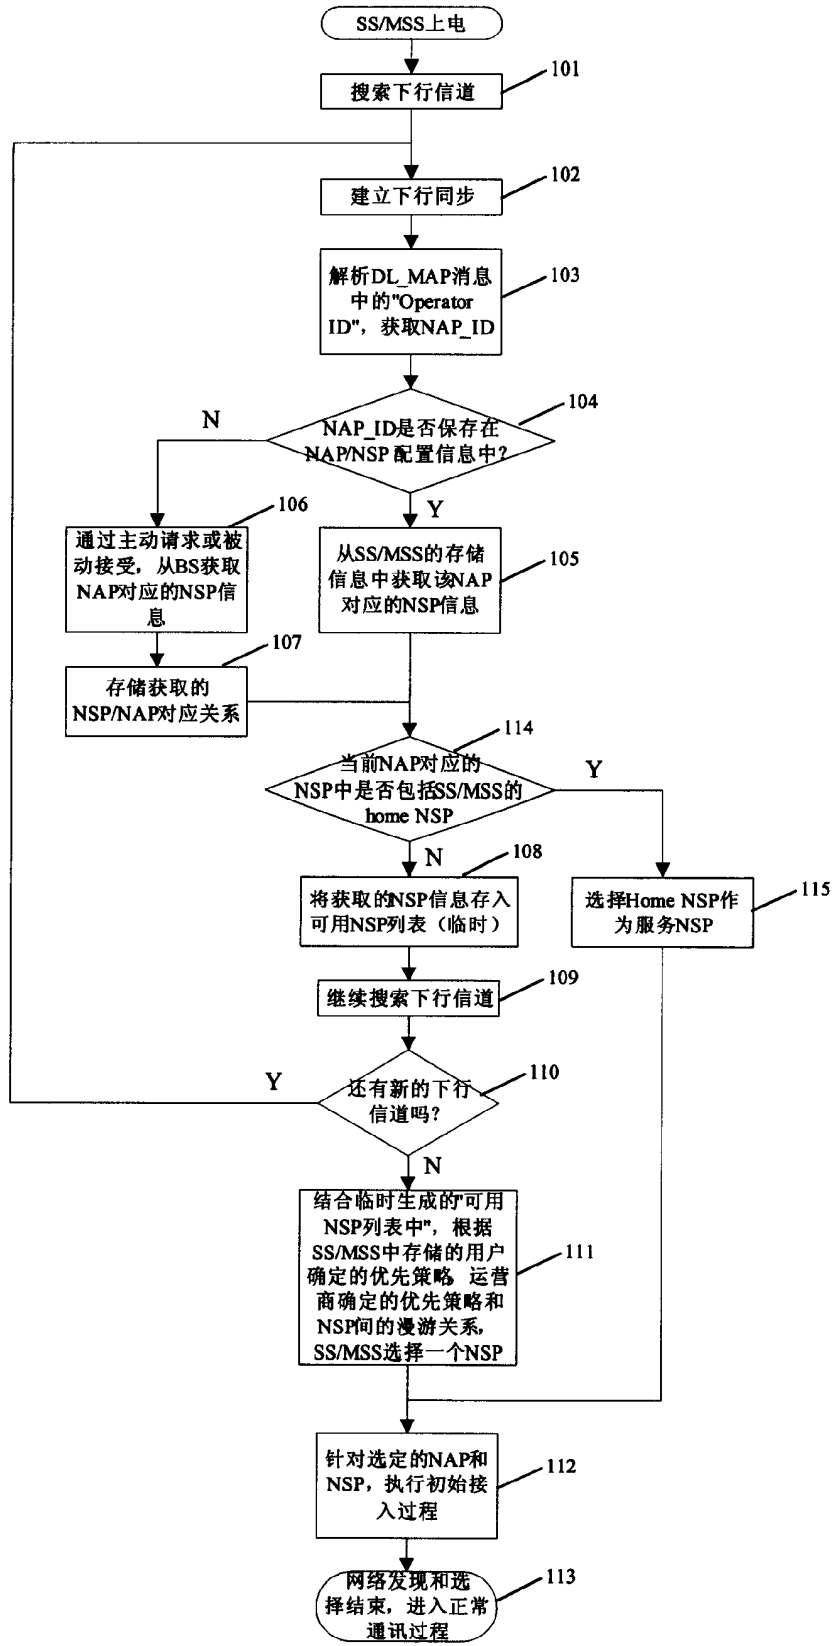 SS/MSS上电
101
搜索下行信道
102
建立下行同步
解析DL_MAP消息
中的"Operator
ID"，获取NAP_ID
103
104
N
NAP_ID是否保存在
NAP/NSP 配置信息中?
Y
106
通过主动请求或被
动接受，从BS获取
NAP对应的NSP信
息
从SS/MSS的存储
信息中获取该NAP
对应的NSP信息
105
107
存储获取的
NSP/NAP对应关系
114
当前NAP对应的
NSP中是否包括SS/MSS的
home NSP
Y
N
108
将获取的NSP信息存入
可用NSP列表（临时）
选择Home NSP作
为服务NSP
115
109
继续搜索下行信道
110
Y
还有新的下行
信道吗?
N
结合临时生成的"可用
NSP列表中"，根据
SS/MSS中存储的用户
确定的优先策略，运营
商确定的优先策略和
NSP间的漫游关系，
SS/MSS选择一个NSP
111
针对选定的NAP和
NSP，执行初始接
入过程
112
网络发现和选
择结束，进入正常
通讯过程
113